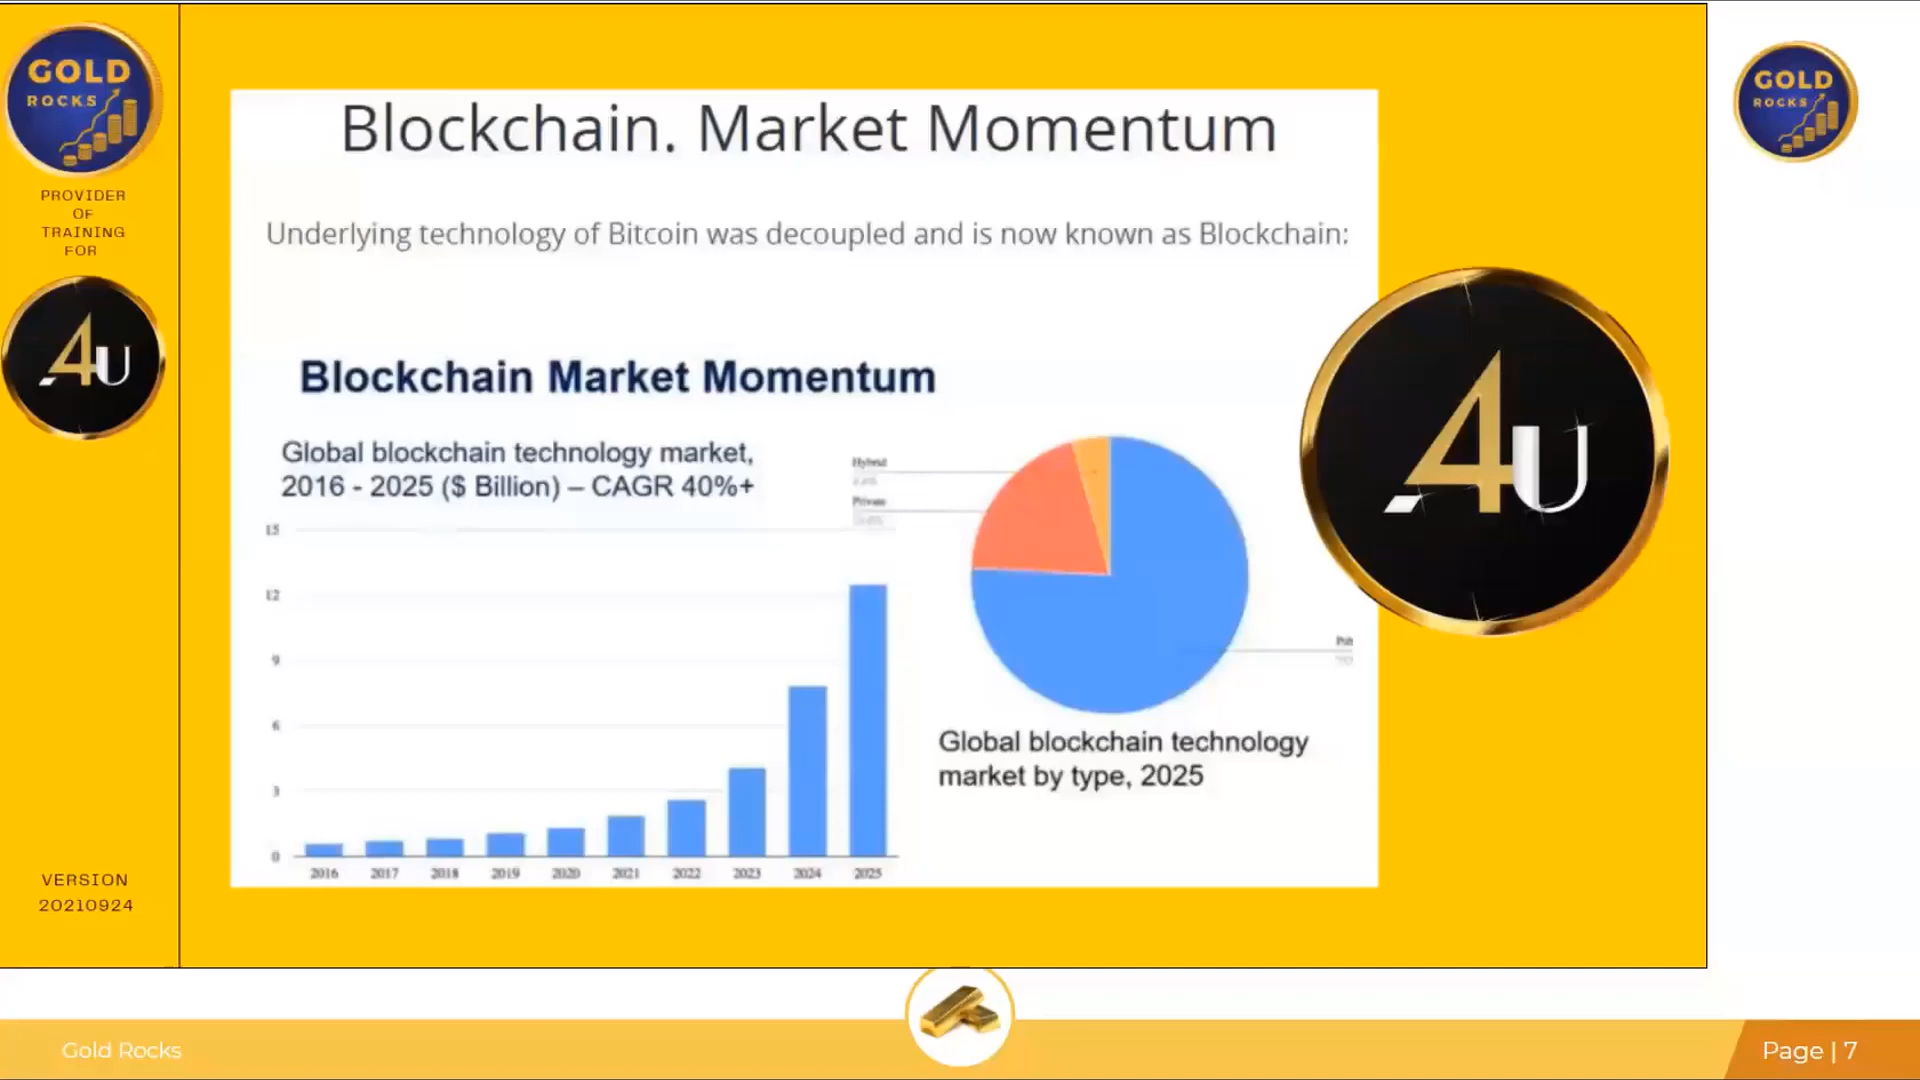 GOLD
ROCKS
PROVIDER
OF
TRAINING
FOR
4U
VERSION
20210924
Blockchain. Market Momentum
Underlying technology of Bitcoin was decoupled and is now known as Blockchain:
Blockchain Market Momentum
Global blockchain technology market,
2016 - 2025 ($ Billion) – CAGR 40%+
15
12
9
6
3
0
2016 2017 2018 2019 2020 2021 2022 2023 2024 2025
Hybrid
Private
Global blockchain technology
market by type, 2025
4U
GOLD
ROCKS
Gold Rocks
Page | 7